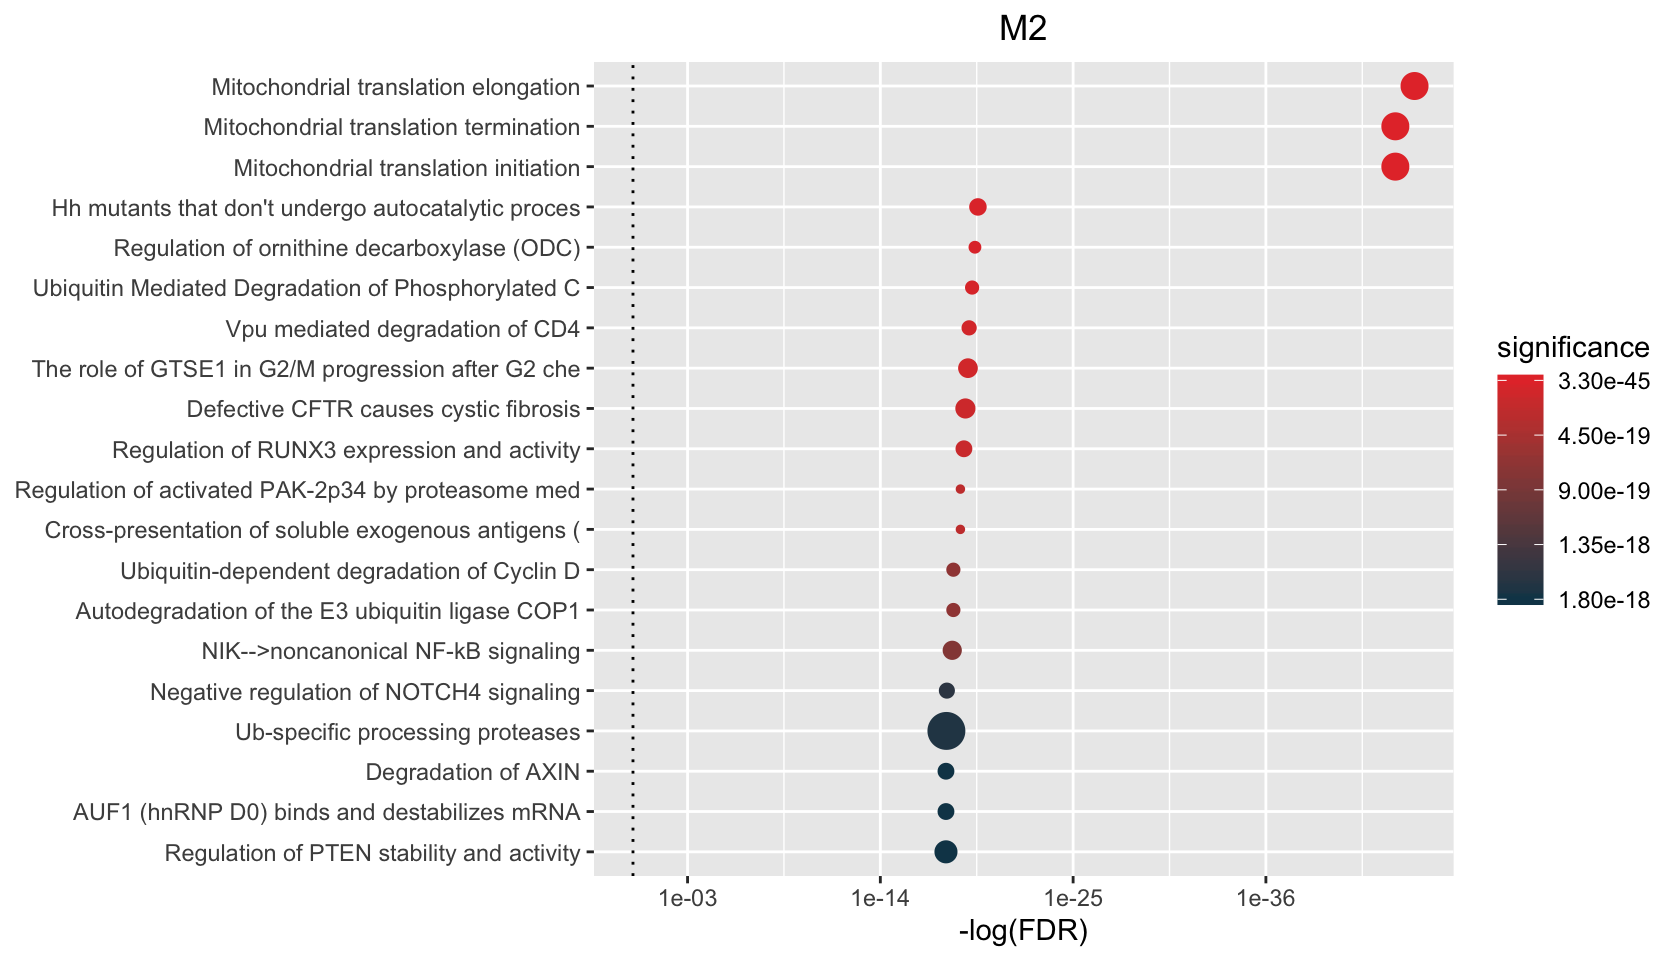 M2
Mitochondrial translation elongation
Mitochondrial translation termination
Mitochondrial translation initiation
Hh mutants that don't undergo autocatalytic proces
Regulation of ornithine decarboxylase (ODC)
Ubiquitin Mediated Degradation of Phosphorylated C
Vpu mediated degradation of CD4
The role of GTSE1 in G2/M progression after G2 che
Defective CFTR causes cystic fibrosis
Regulation of RUNX3 expression and activity
Regulation of activated PAK-2p34 by proteasome med
Cross-presentation of soluble exogenous antigens (
Ubiquitin-dependent degradation of Cyclin D
Autodegradation of the E3 ubiquitin ligase COP1
NIK-->noncanonical NF-kB signaling
Negative regulation of NOTCH4 signaling
Ub-specific processing proteases
Degradation of AXIN
AUF1 (hnRNP D0) binds and destabilizes mRNA
Regulation of PTEN stability and activity
1e-03 1e-14 1e-25 1e-36
-log(FDR)
significance
3.30e-45
4.50e-19
9.00e-19
1.35e-18
1.80e-18